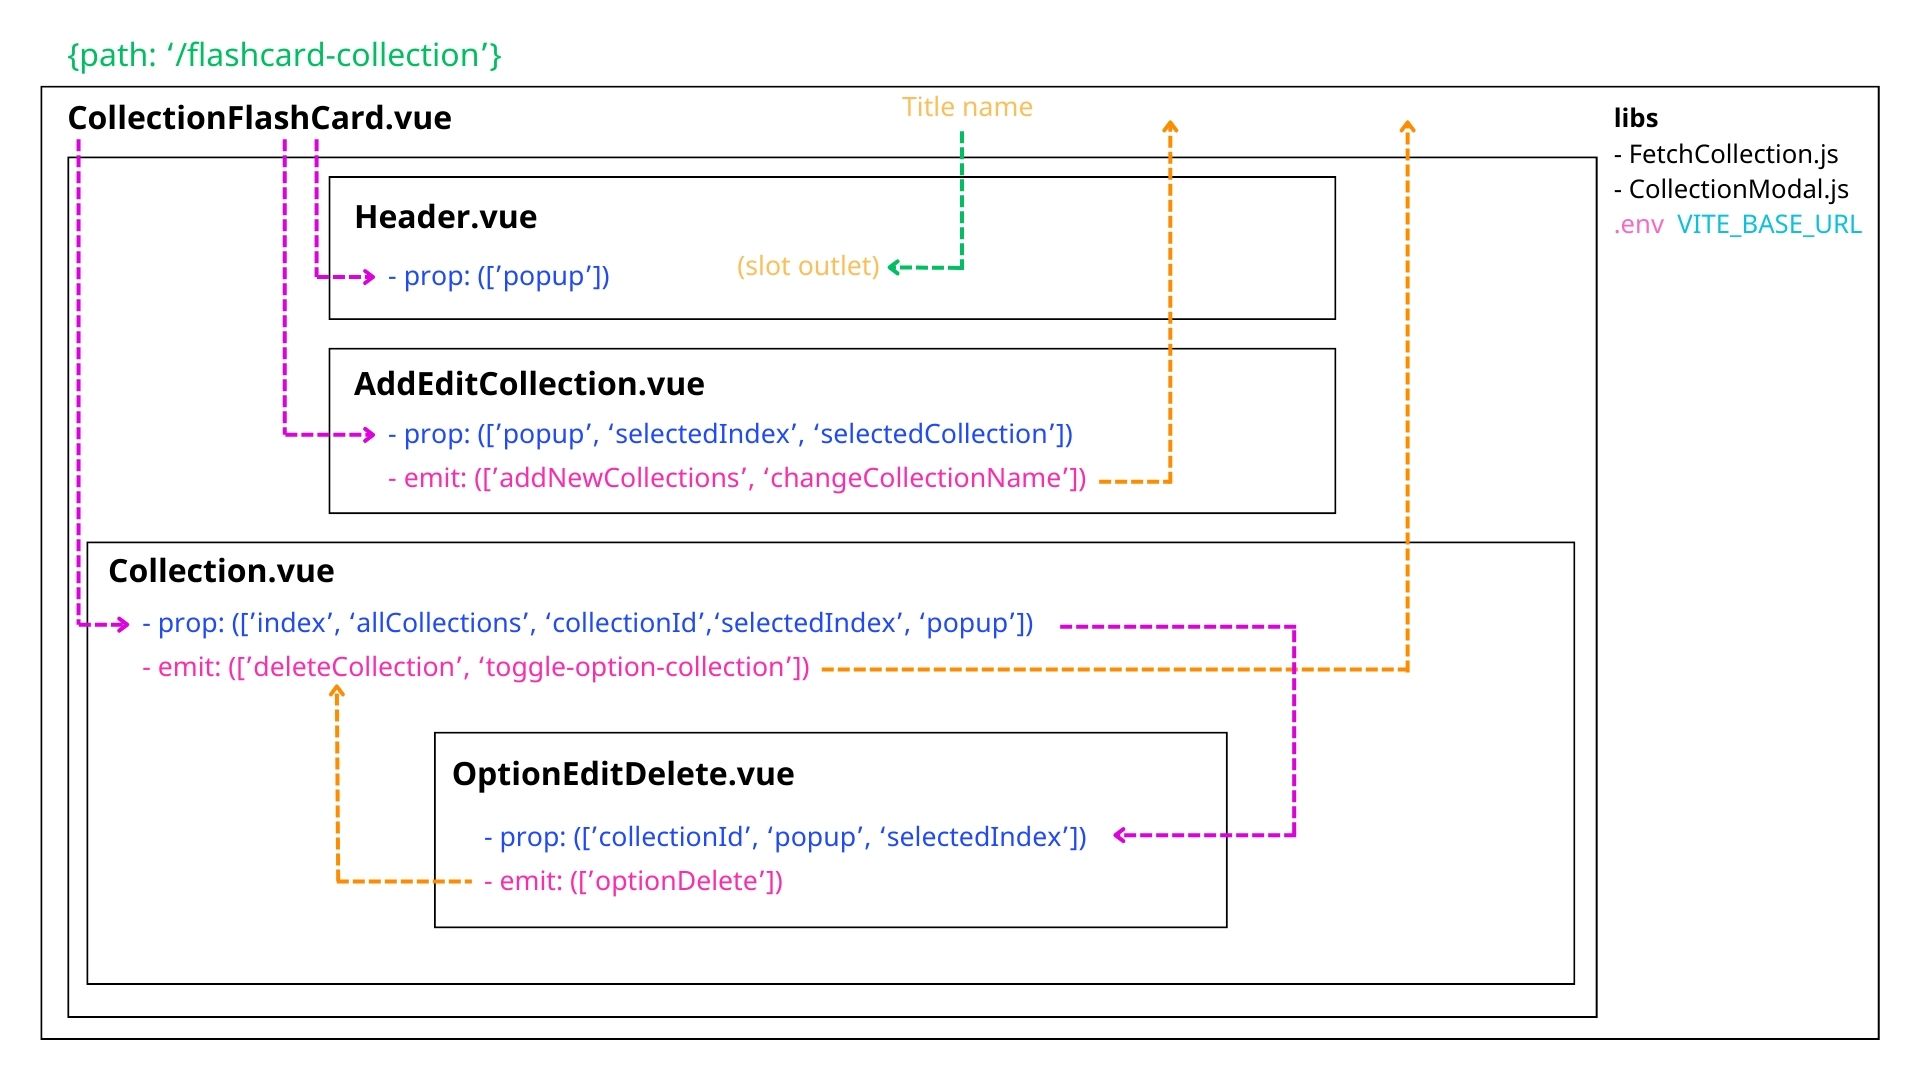 {path: ‘/flashcard-collection’}
CollectionFlashCard.vue
Title name
libs
- FetchCollection.js
- CollectionModal.js
.env VITE_BASE_URL
Header.vue
- prop: ([’popup’])
(slot outlet)
AddEditCollection.vue
- prop: ([’popup’, ‘selectedIndex’, ‘selectedCollection’])
- emit: ([’addNewCollections’, ‘changeCollectionName’])
Collection.vue
- prop: ([’index’, ‘allCollections’, ‘collectionId’,‘selectedIndex’, ‘popup’])
- emit: ([’deleteCollection’, ‘toggle-option-collection’])
OptionEditDelete.vue
- prop: ([’collectionId’, ‘popup’, ‘selectedIndex’])
- emit: ([’optionDelete’])